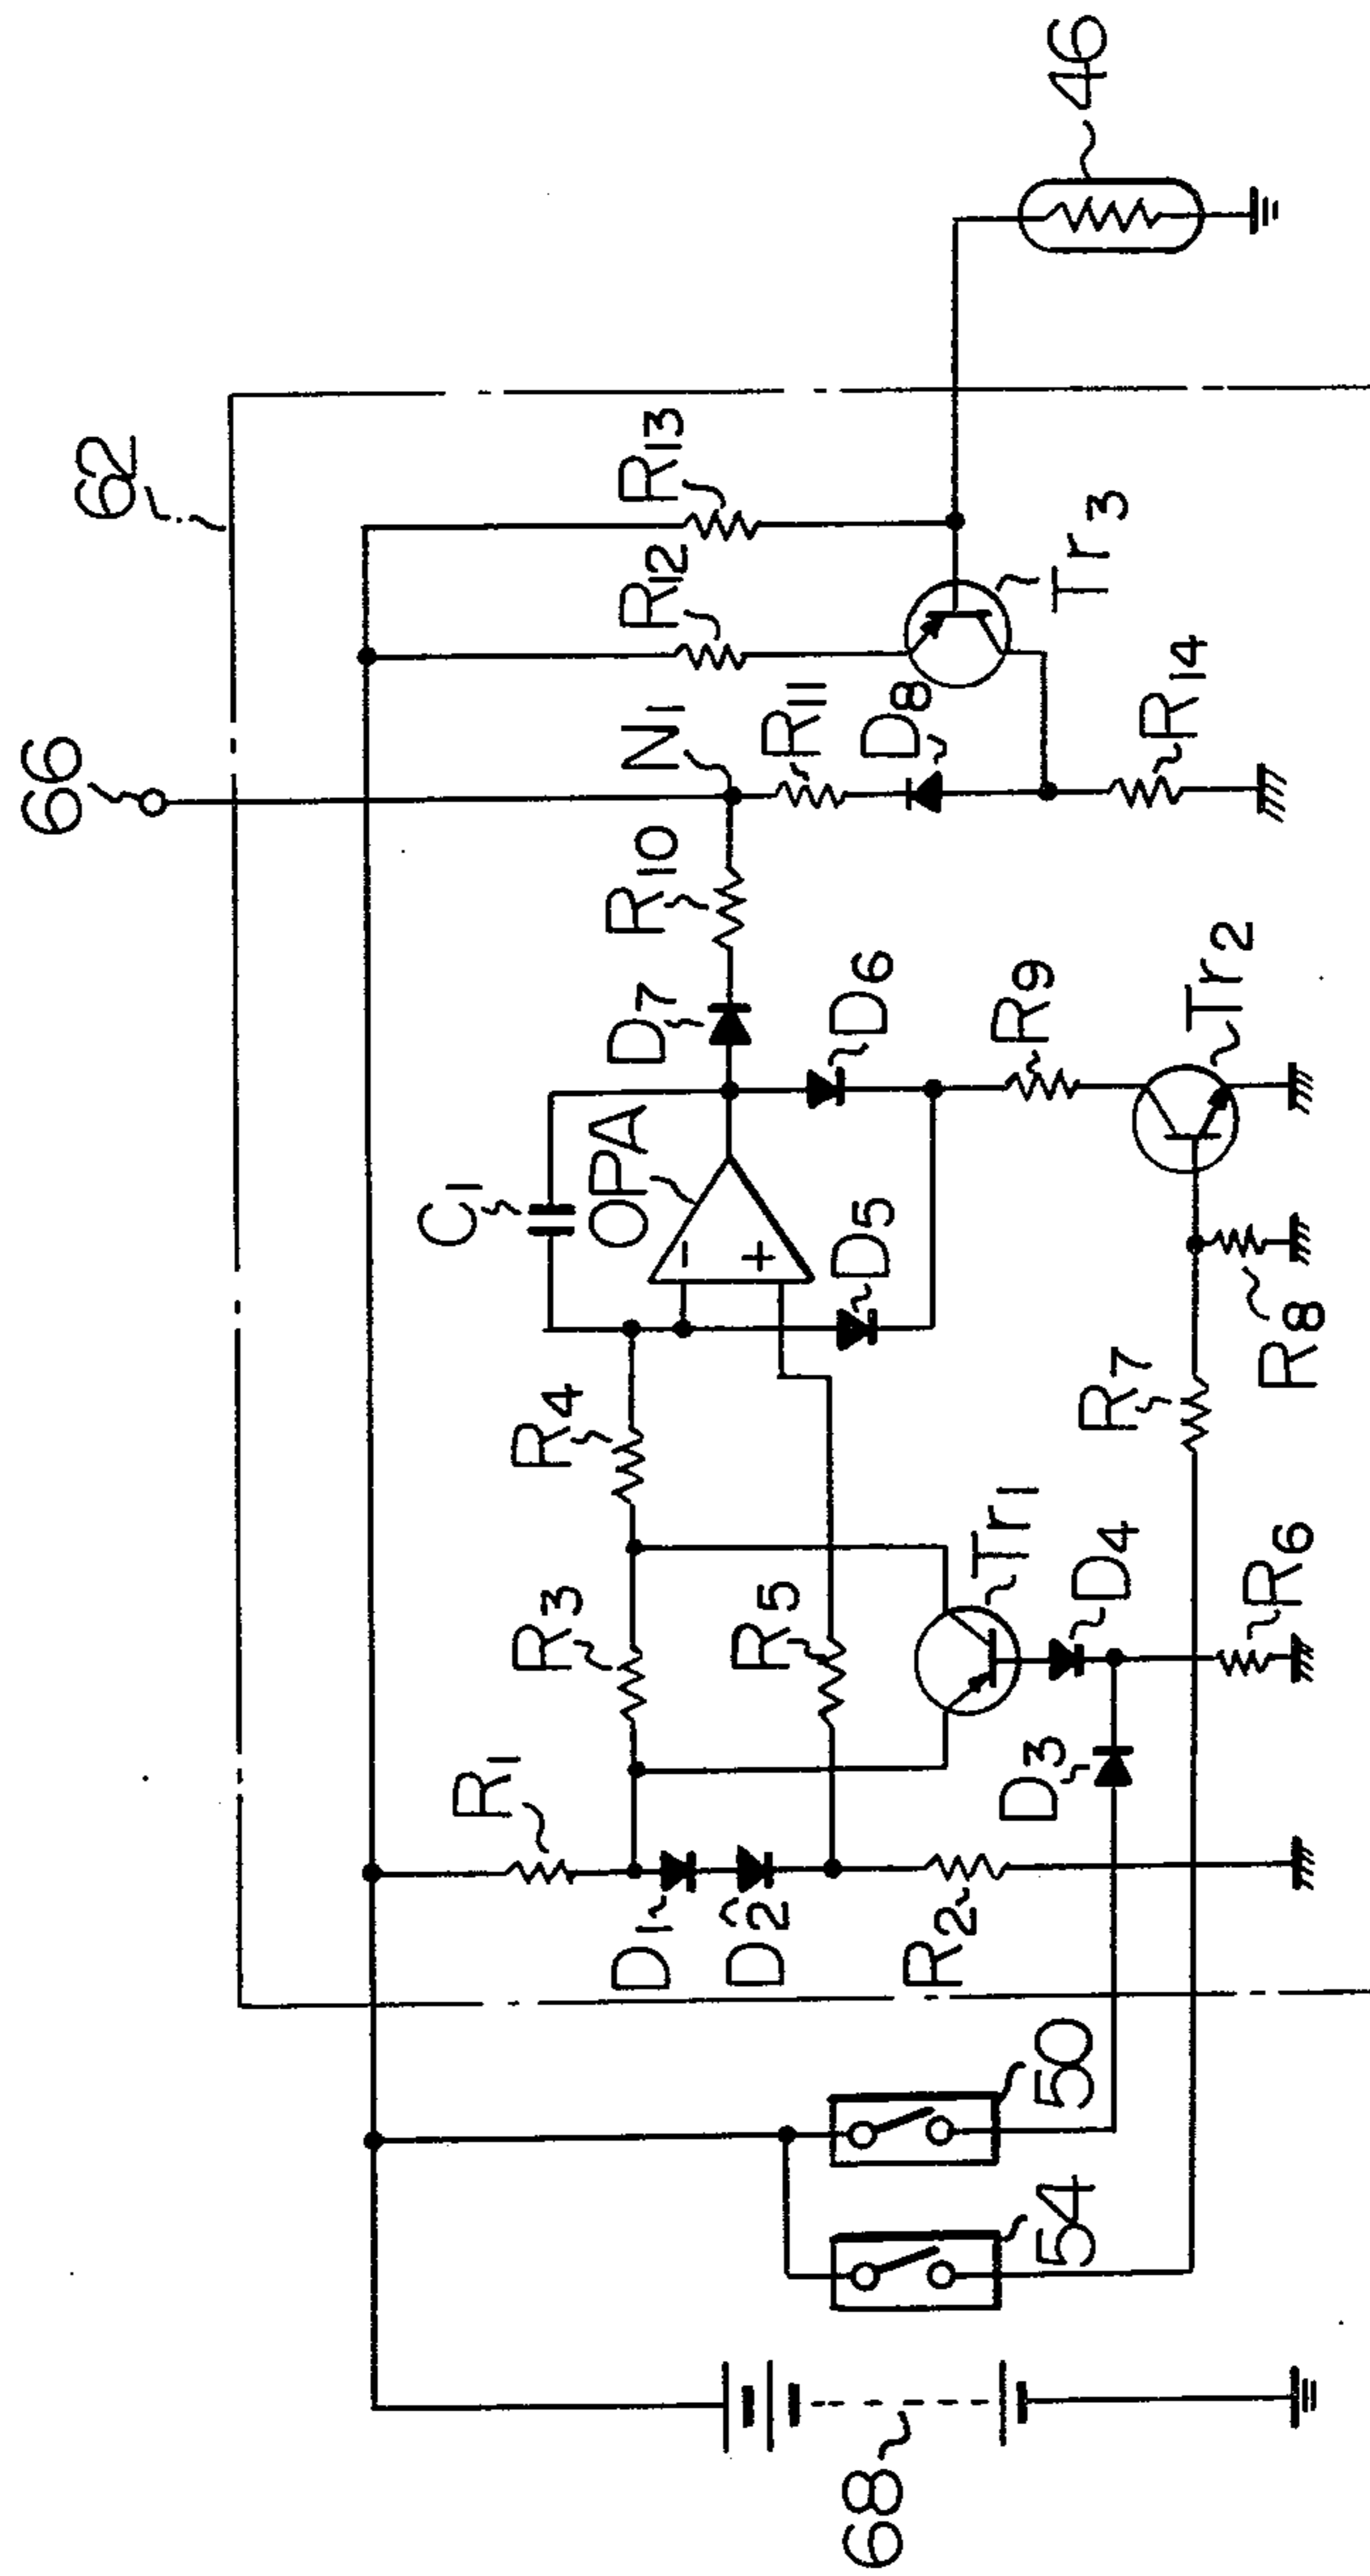 66
62
N₁
R₁₂
R₁₃
46
C₁
OPA
D₇
R₁₀
R₁₁
D₈
Tr₃
R₁
R₃
R₄
−
+
D₅
D₆
R₁₄
D₁
D₂
R₅
Tr₁
R₉
Tr₂
68
54
50
R₂
D₃
D₄
R₆
R₇
R₈